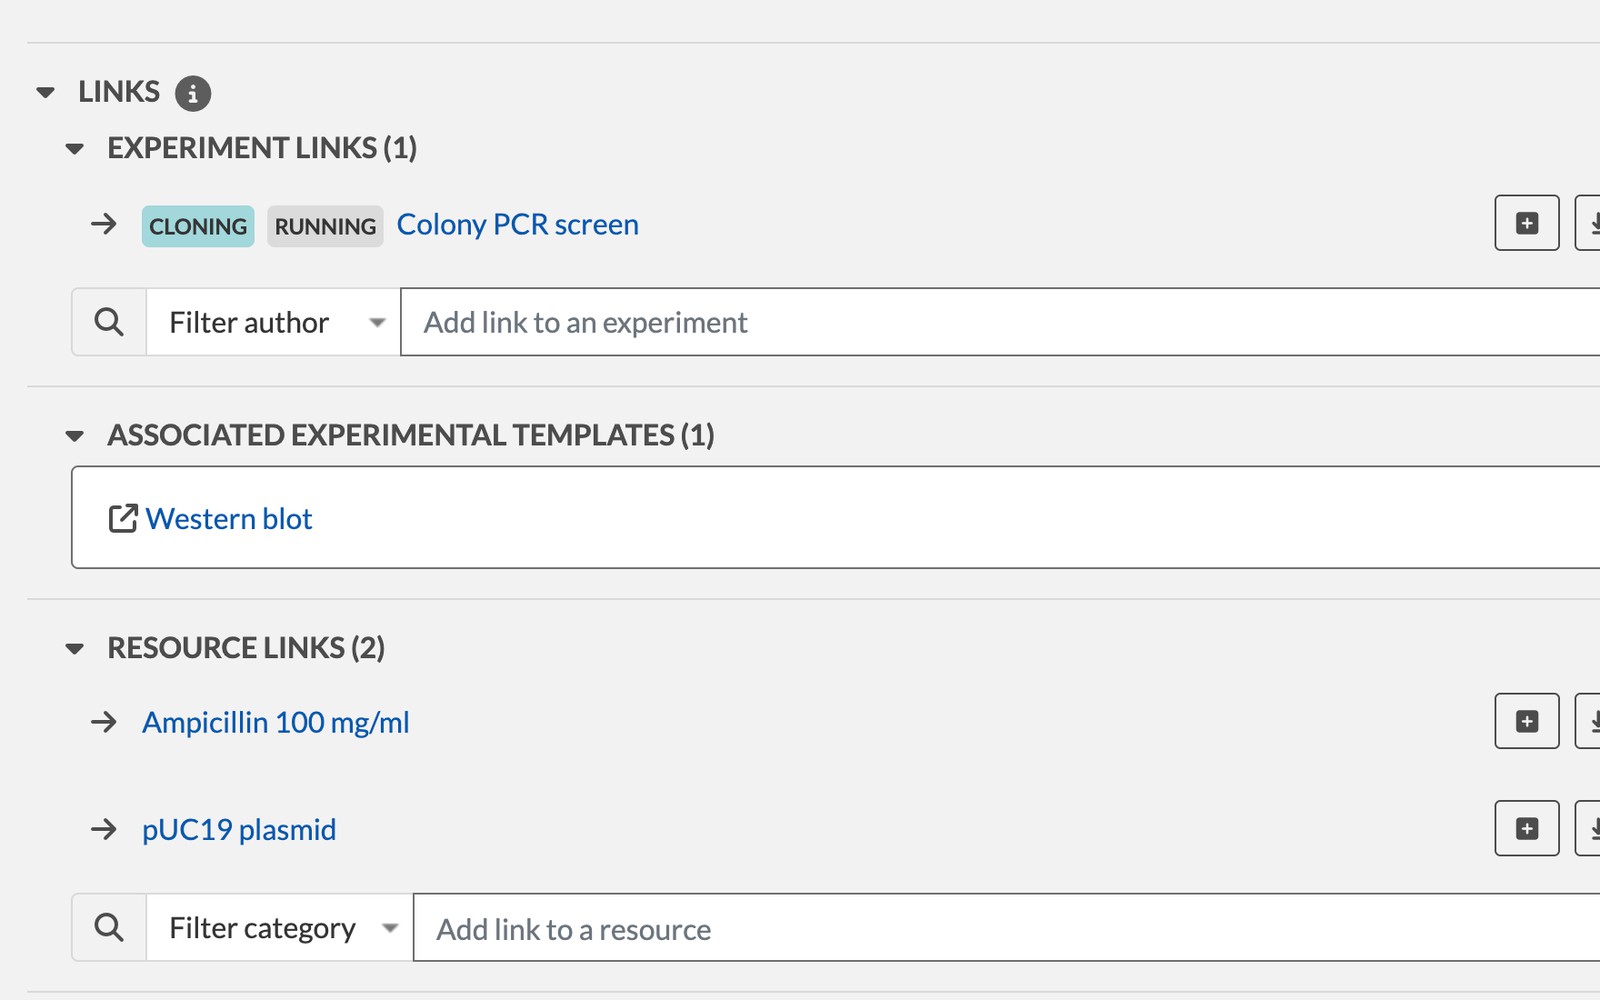 LINKS
EXPERIMENT LINKS (1)
CLONING RUNNING Colony PCR screen
Filter author Add link to an experiment
ASSOCIATED EXPERIMENTAL TEMPLATES (1)
Western blot
RESOURCE LINKS (2)
Ampicillin 100 mg/ml
pUC19 plasmid
Filter category Add link to a resource